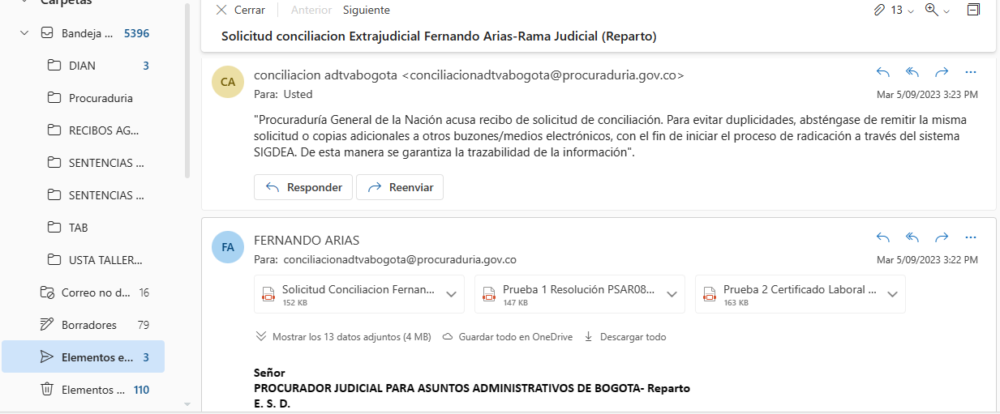 Carpetas
Cerrar
Anterior
Siguiente
13
Solicitud conciliacion Extrajudicial Fernando Arias-Rama Judicial (Reparto)
Bandeja ... 5396
DIAN 3
Procuraduria
RECIBOS AG...
SENTENCIAS ...
SENTENCIAS ...
TAB
USTA TALLER...
Correo no d... 16
Borradores 79
Elementos e... 3
Elementos ... 110
CA
conciliacion adtvabogota <conciliacionadtvabogota@procuraduria.gov.co>
Para: Usted
Mar 5/09/2023 3:23 PM
"Procuraduría General de la Nación acusa recibo de solicitud de conciliación. Para evitar duplicidades, absténgase de remitir la misma
solicitud o copias adicionales a otros buzones/medios electrónicos, con el fin de iniciar el proceso de radicación a través del sistema
SIGDEA. De esta manera se garantiza la trazabilidad de la información".
Responder
Reenviar
FA
FERNANDO ARIAS
Para: conciliacionadtvabogota@procuraduria.gov.co
Mar 5/09/2023 3:22 PM
Solicitud Conciliacion Fernan...
152 KB
Prueba 1 Resolución PSAR08...
147 KB
Prueba 2 Certificado Laboral ...
163 KB
Mostrar los 13 datos adjuntos (4 MB)
Guardar todo en OneDrive
Descargar todo
Señor
PROCURADOR JUDICIAL PARA ASUNTOS ADMINISTRATIVOS DE BOGOTA- Reparto
E. S. D.